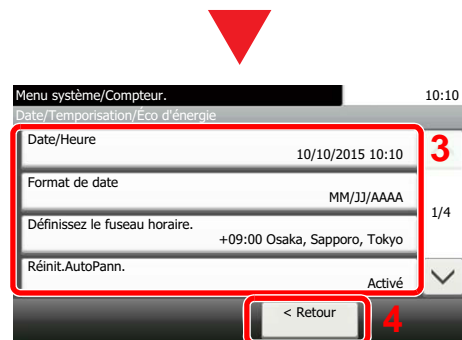 Menu système/Compteur. 10:10
Date/Temporisation/Éco d'énergie
Date/Heure
10/10/2015 10:10
3
Format de date
MM/JJ/AAAA
1/4
Définissez le fuseau horaire.
+09:00 Osaka, Sapporo, Tokyo
Réinit.AutoPann.
Activé
< Retour
4